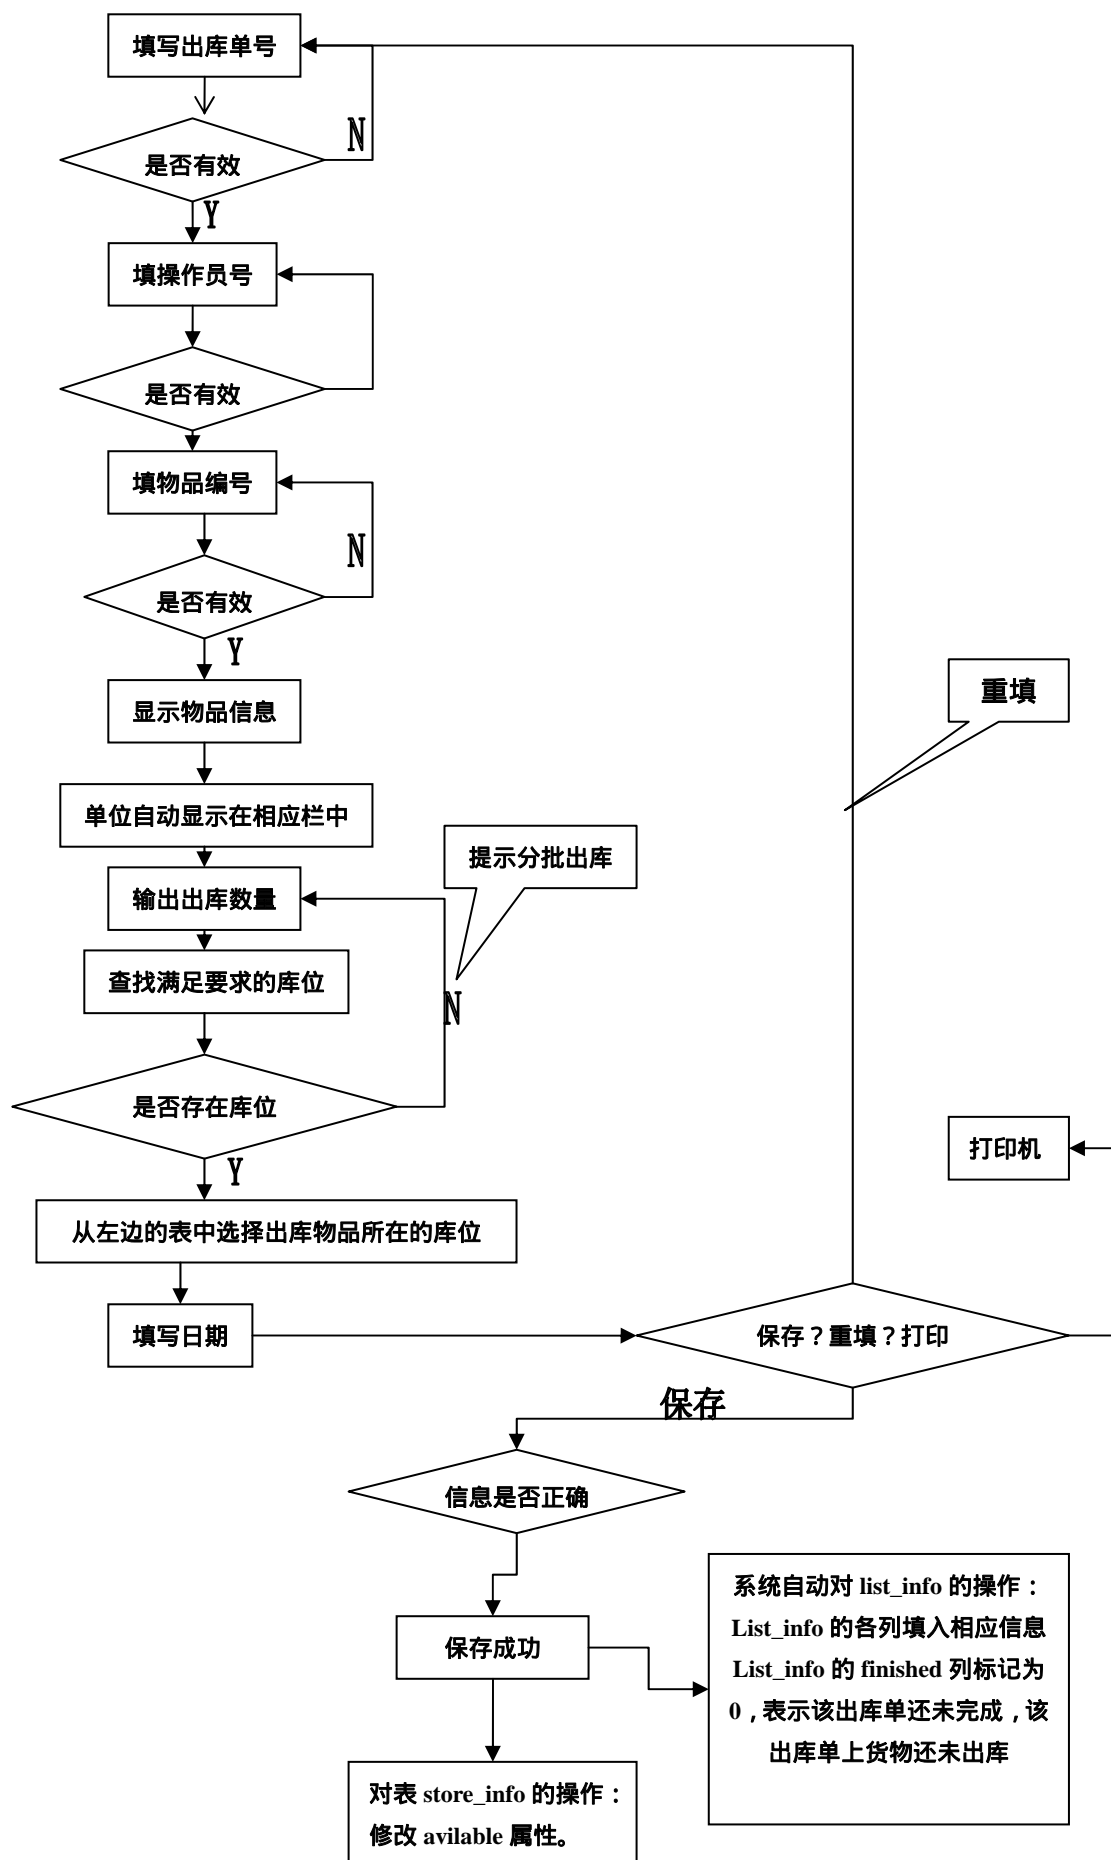 填写出库单号
N
是否有效
Y
填操作员号
是否有效
填物品编号
N
是否有效
Y
显示物品信息
重填
单位自动显示在相应栏中
提示分批出库
输出出库数量
查找满足要求的库位
N
是否存在库位
打印机
Y
从左边的表中选择出库物品所在的库位
填写日期
保存？重填？打印
保存
信息是否正确
系统自动对 list_info 的操作：
List_info 的各列填入相应信息
List_info 的 finished 列标记为
0，表示该出库单还未完成，该
出库单上货物还未出库
保存成功
对表 store_info 的操作：
修改 avilable 属性。